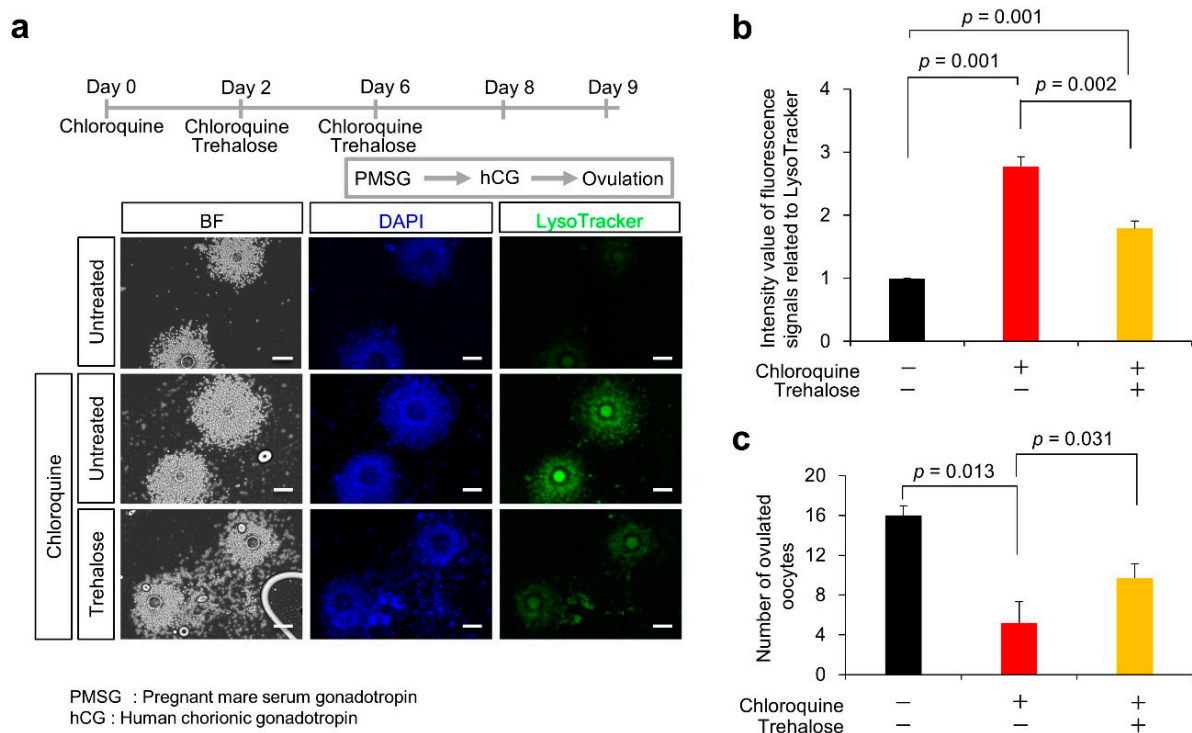 a
Day 0 Day 2 Day 6 Day 8 Day 9
Chloroquine Chloroquine Chloroquine
Trehalose Trehalose
PMSG hCG Ovulation
BF DAPI LysoTracker
Untreated
Chloroquine
Untreated
Trehalose
PMSG : Pregnant mare serum gonadotropin
hCG : Human chorionic gonadotropin
b
p = 0.001
p = 0.001
p = 0.002
Intensity value of fluorescence
signals related to LysoTracker
4
3
2
1
0
Chloroquine − + +
Trehalose − − +
c
p = 0.031
p = 0.013
Number of ovulated
oocytes
20
16
12
8
4
0
Chloroquine − + +
Trehalose − − +